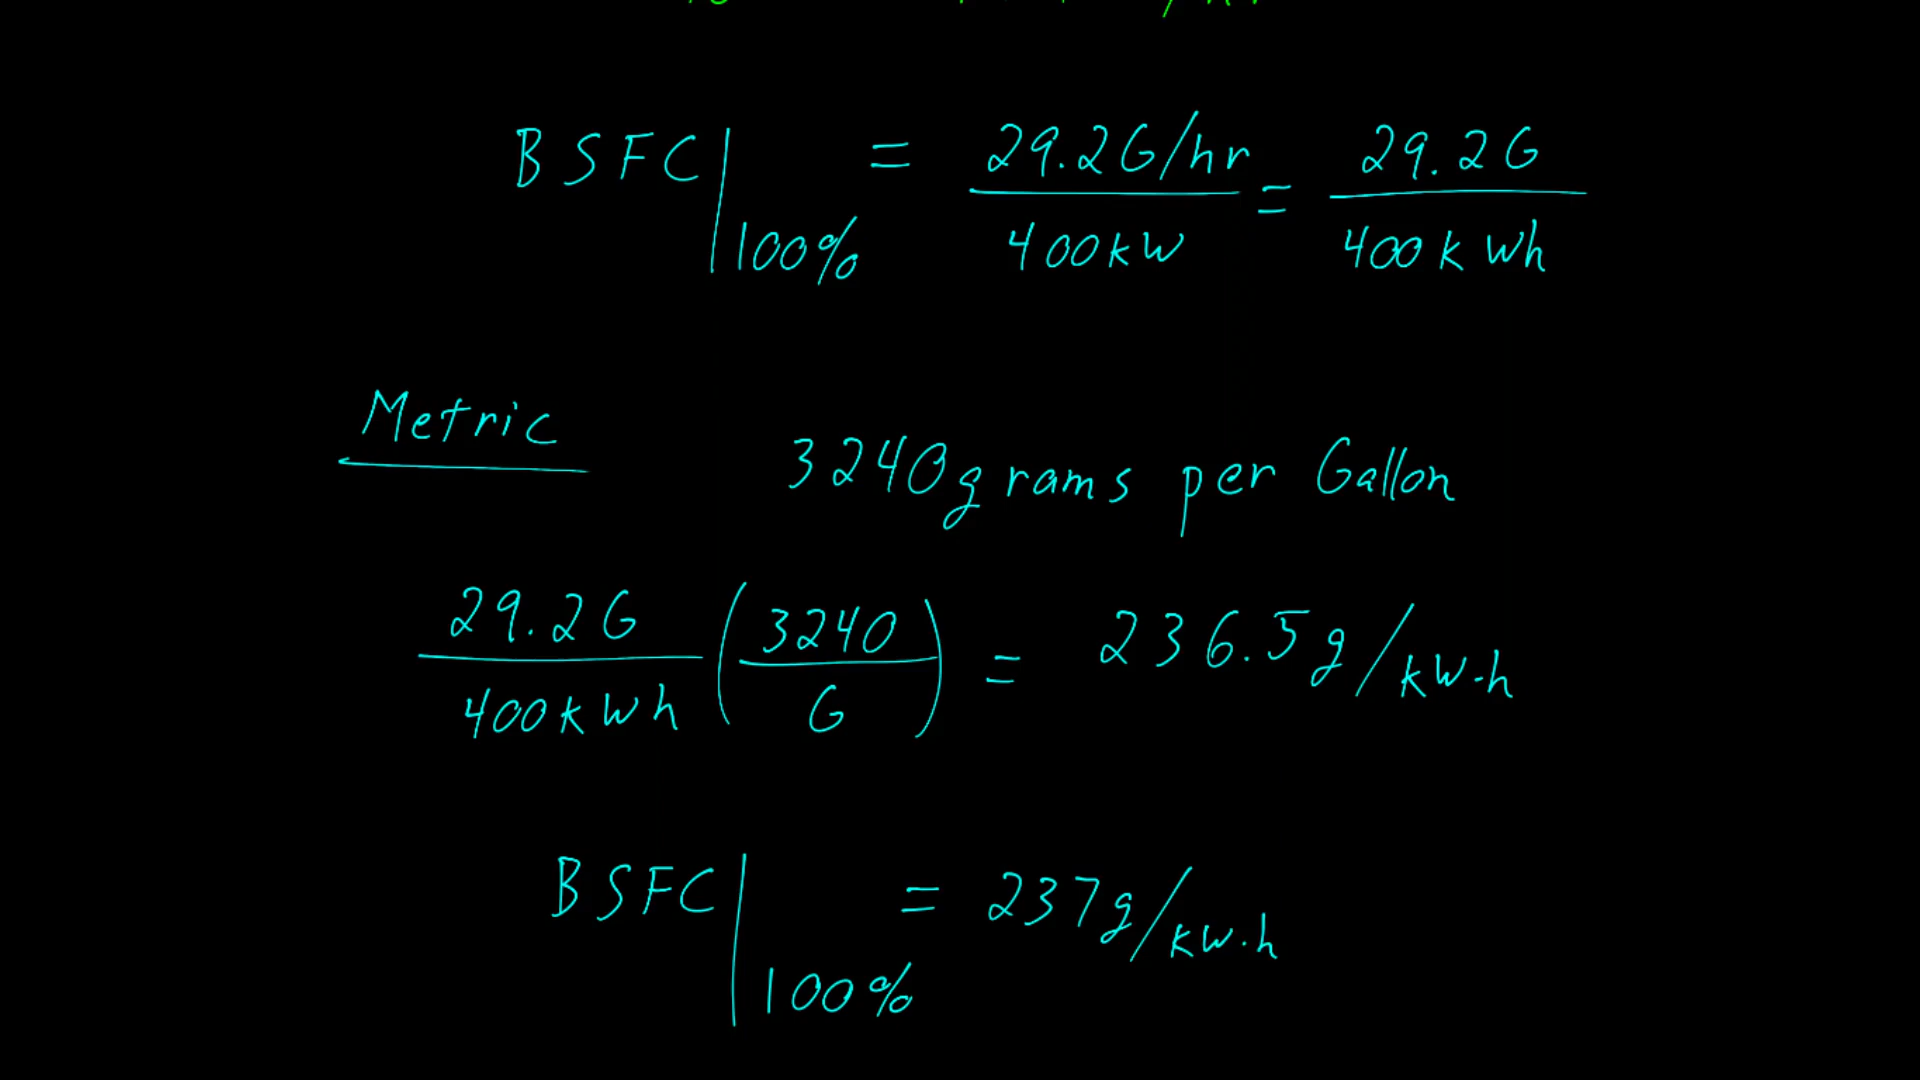 BSFC|100% = 29.2G/hr / 400kW = 29.2G / 400kWh
Metric
3240grams per Gallon
29.2G / 400kWh (3240 / G) = 236.5g/kW·h
BSFC|100% = 237g/kW·h